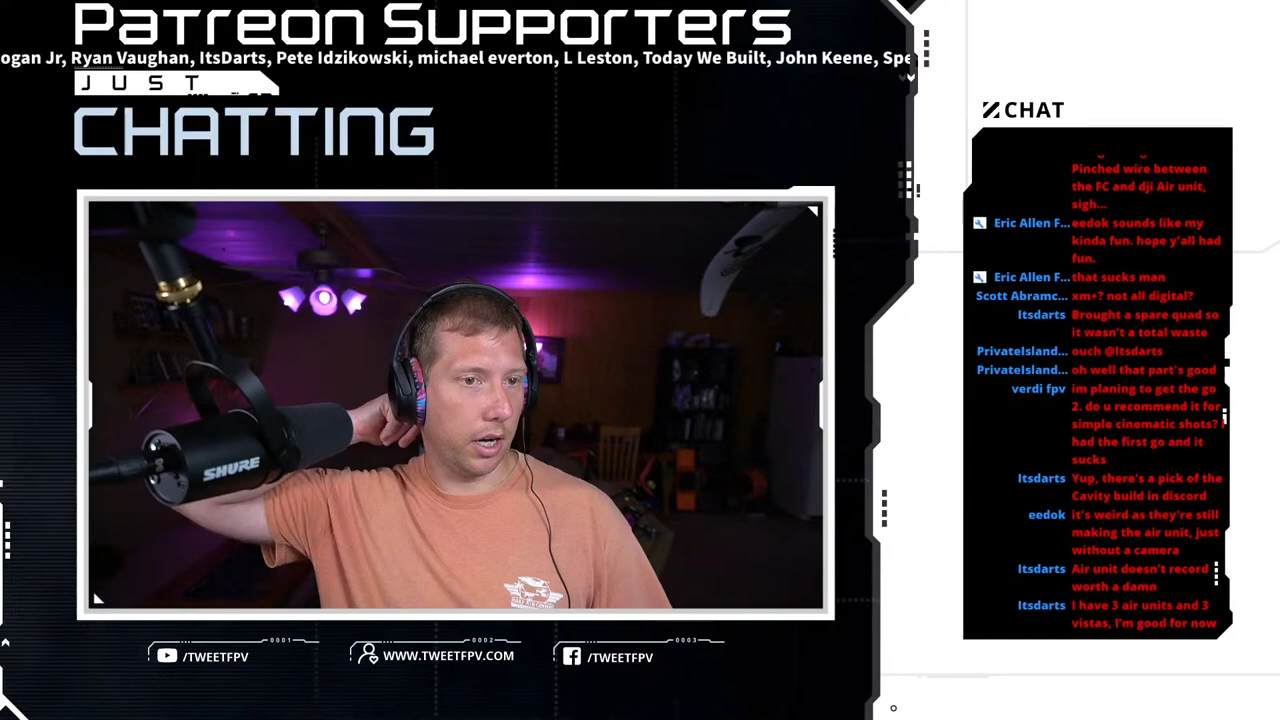 Patreon Supporters
ogan Jr, Ryan Vaughan, ItsDarts, Pete Idzikowski, michael everton, L Leston, Today We Built, John Keene, Spe
JUST
CHATTING
SHURE
0001
/TWEETFPV
0002
WWW.TWEETFPV.COM
0003
/TWEETFPV
CHAT
Pinched wire between
the FC and dji Air unit,
sigh...
Eric Allen F... eedok sounds like my
kinda fun. hope y'all had
fun.
Eric Allen F... that sucks man
Scott Abramc... xm+? not all digital?
Itsdarts Brought a spare quad so
it wasn't a total waste
PrivateIsland... ouch @Itsdarts
PrivateIsland... oh well that part's good
verdi fpv im planing to get the go
2. do u recommend it for
simple cinematic shots? I
had the first go and it
sucks
Itsdarts Yup, there's a pick of the
Cavity build in discord
eedok it's weird as they're still
making the air unit, just
without a camera
Itsdarts Air unit doesn't record
worth a damn
Itsdarts I have 3 air units and 3
vistas, I'm good for now